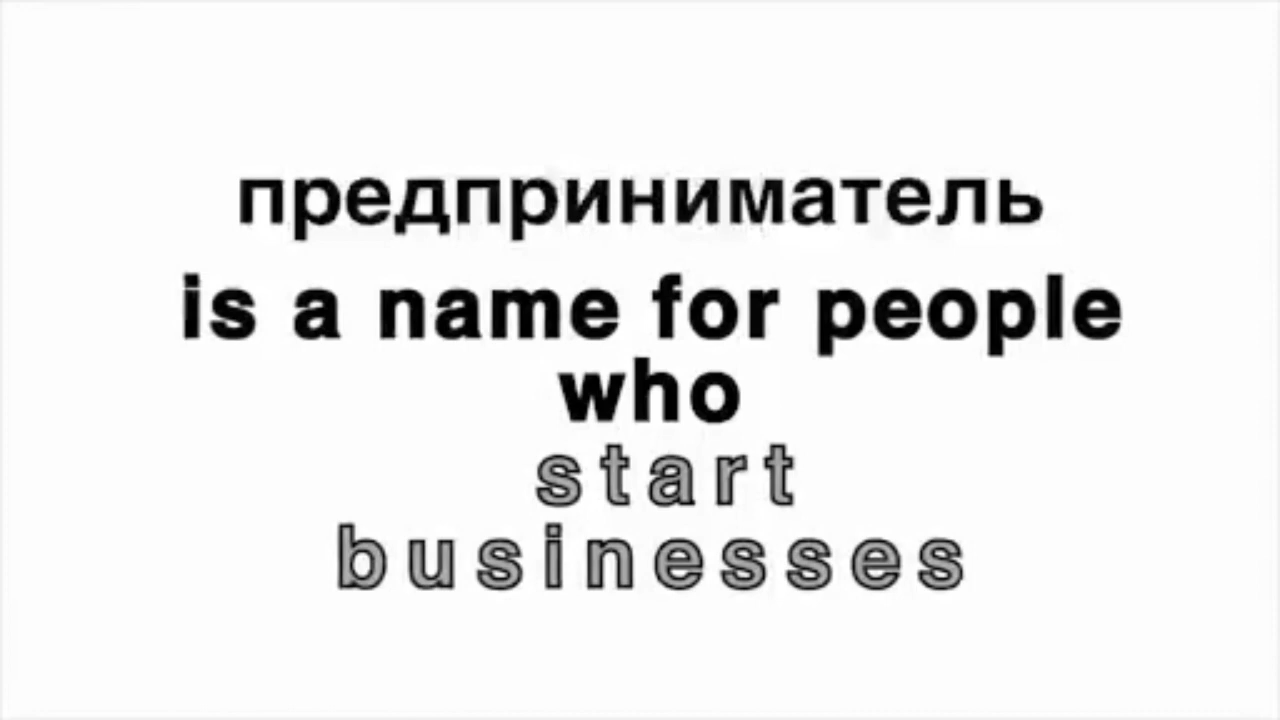 предприниматель
is a name for people
who
start
businesses